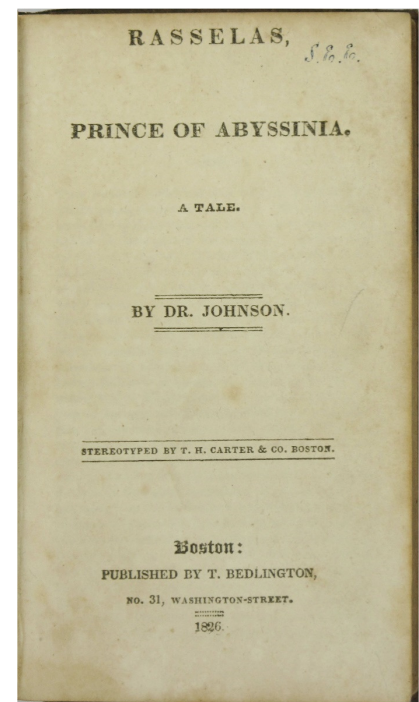 RASSELAS,
S. E. E.
PRINCE OF ABYSSINIA.
A TALE.
BY DR. JOHNSON.
STEREOTYPED BY T. H. CARTER & CO. BOSTON.
Boston:
PUBLISHED BY T. BEDLINGTON,
NO. 31, WASHINGTON-STREET.
1826.